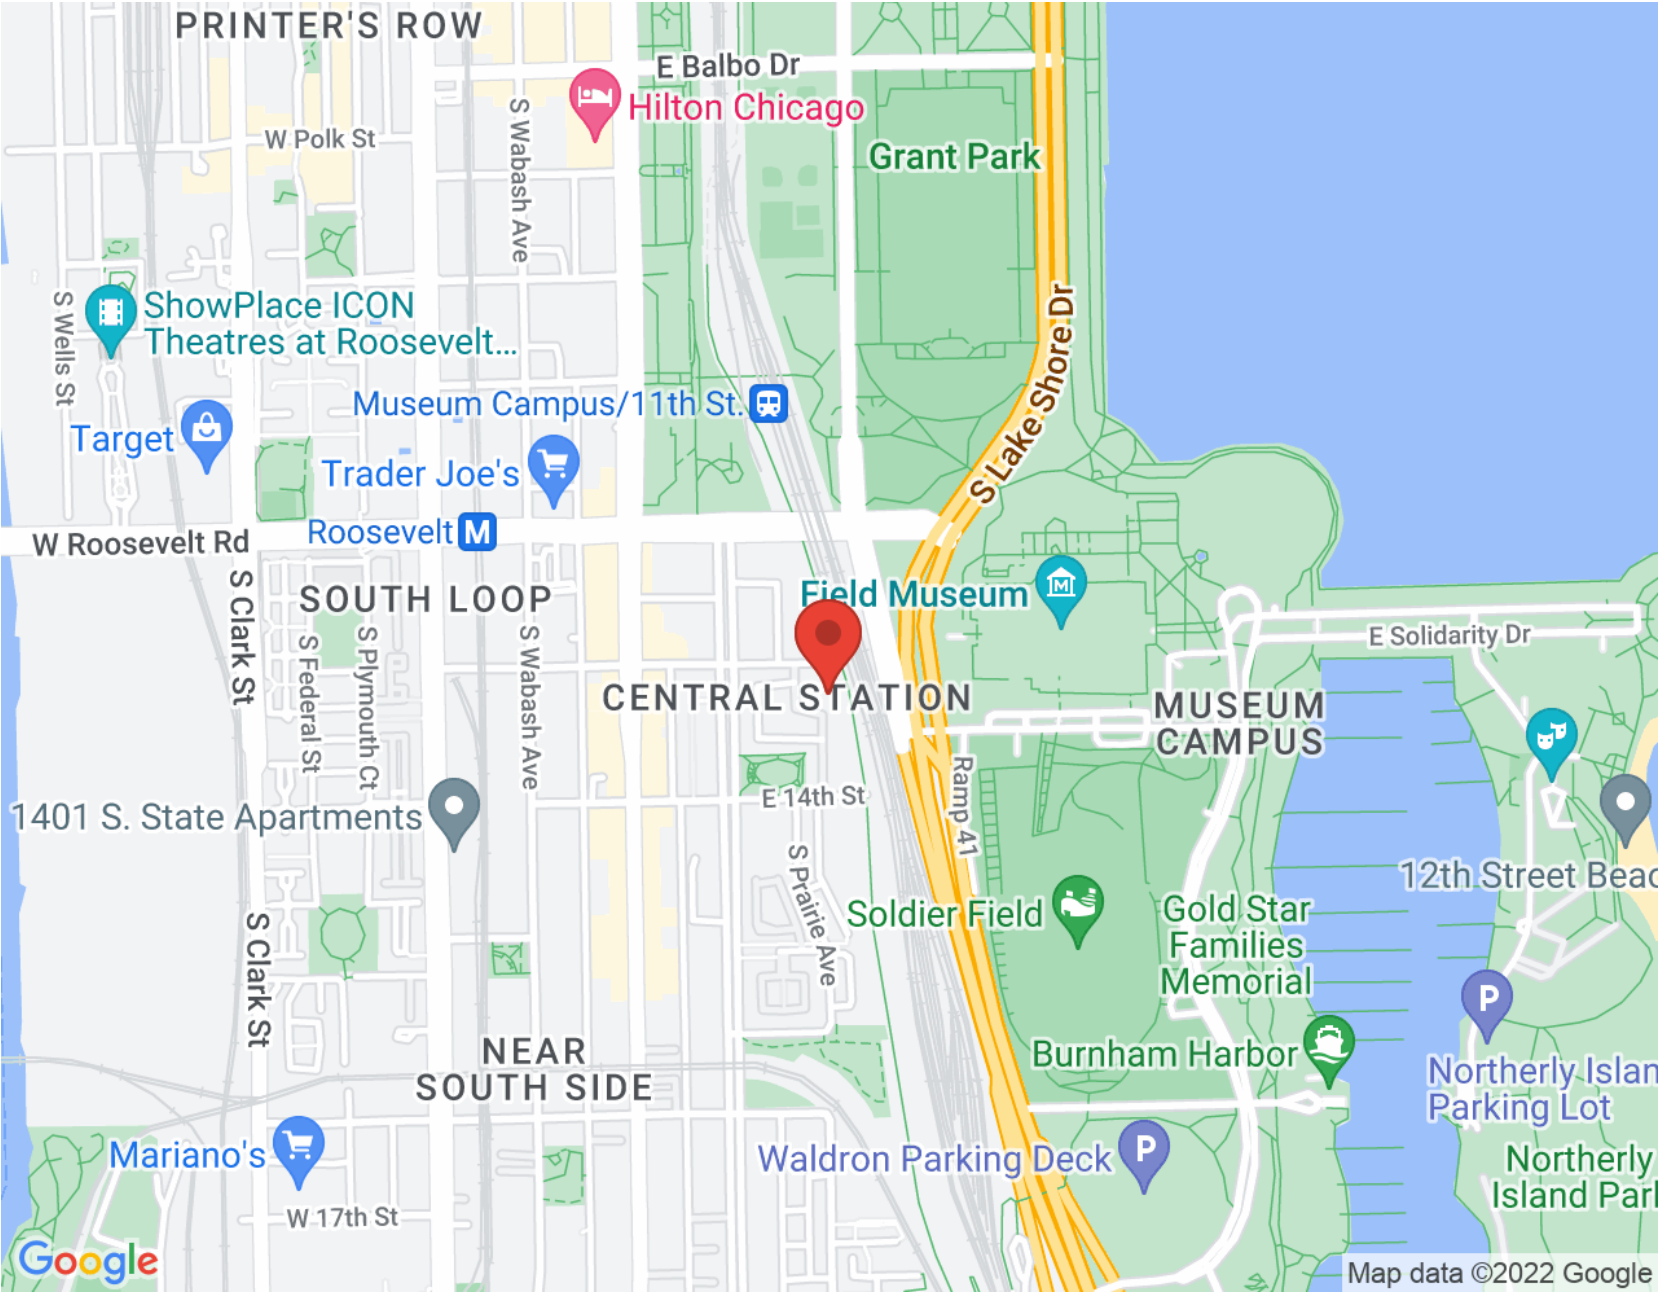 PRINTER'S ROW
E Balbo Dr
Hilton Chicago
W Polk St
S Wabash Ave
Grant Park
S Wells St
ShowPlace ICON
Theatres at Roosevelt...
S Lake Shore Dr
Museum Campus/11th St.
Target
Trader Joe's
Roosevelt
M
W Roosevelt Rd
S Clark St
SOUTH LOOP
Field Museum
M
E Solidarity Dr
S Federal St
S Plymouth Ct
S Wabash Ave
CENTRAL STATION
MUSEUM
CAMPUS
E 14th St
Ramp 41
1401 S. State Apartments
S Prairie Ave
12th Street Beac
Soldier Field
Gold Star
Families
Memorial
S Clark St
P
NEAR
SOUTH SIDE
Burnham Harbor
Northerly Islan
Parking Lot
Mariano's
Waldron Parking Deck
P
Northerly
Island Parl
W 17th St
Google
Map data ©2022 Google